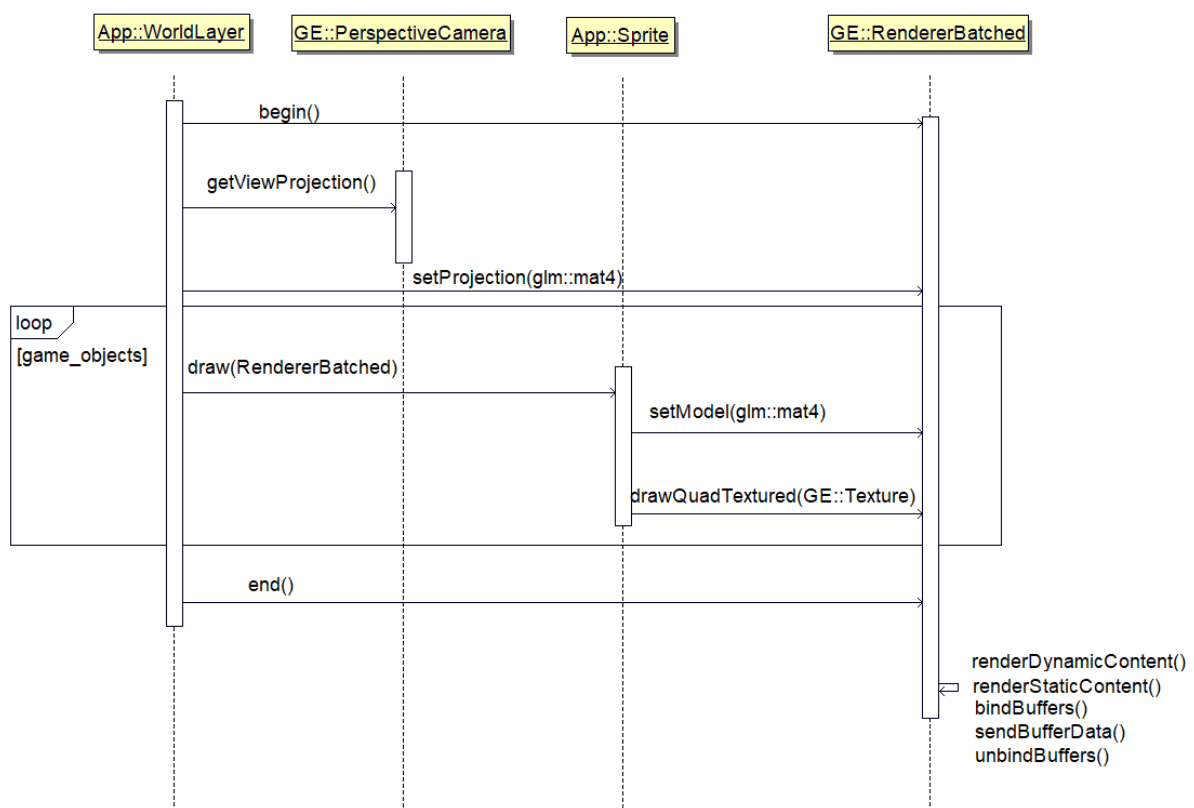 App::WorldLayer
GE::PerspectiveCamera
App::Sprite
GE::RendererBatched
begin()
getViewProjection()
setProjection(glm::mat4)
loop
[game_objects]
draw(RendererBatched)
setModel(glm::mat4)
drawQuadTextured(GE::Texture)
end()
renderDynamicContent()
renderStaticContent()
bindBuffers()
sendBufferData()
unbindBuffers()